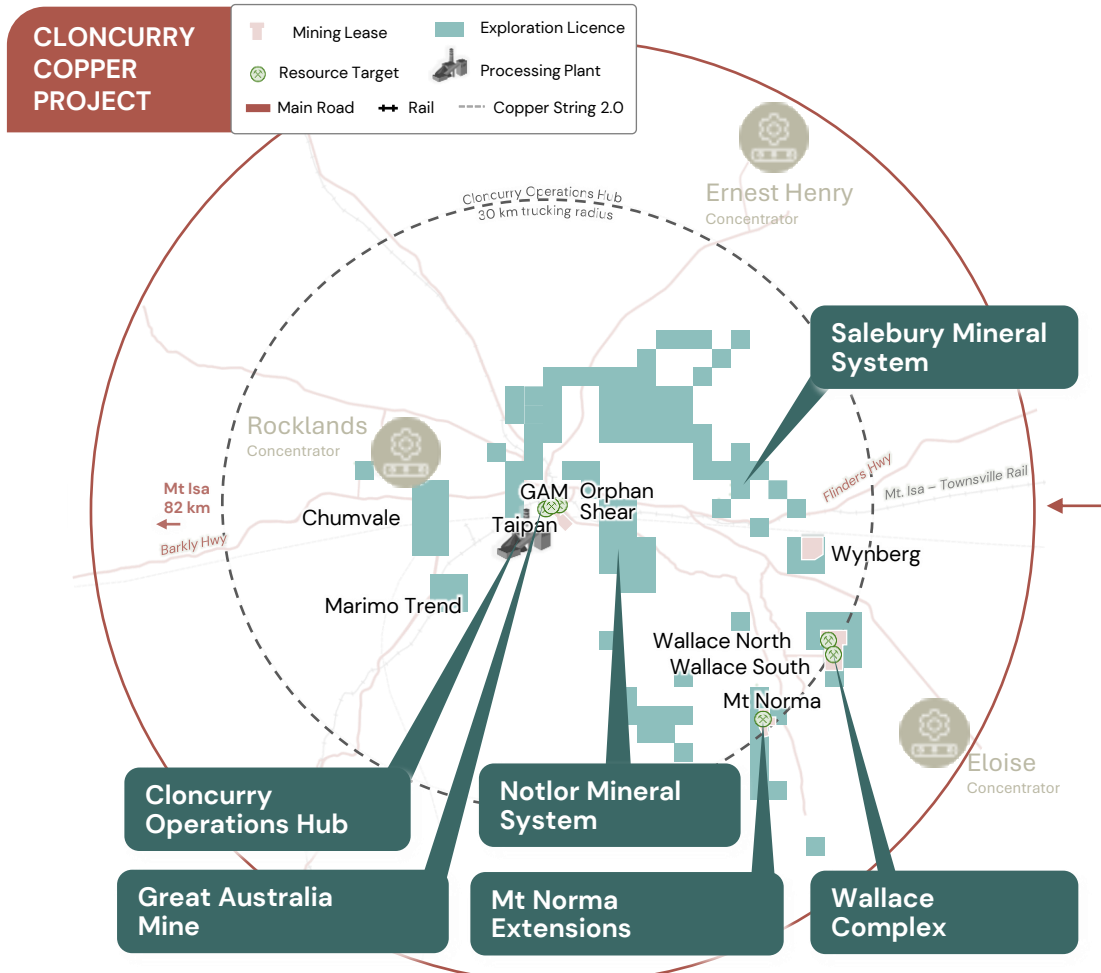 CLONCURRY
COPPER
PROJECT
Mining Lease
Exploration Licence
Resource Target
Processing Plant
Main Road
Rail
Copper String 2.0
Ernest Henry
Concentrator
Cloncurry Operations Hub
30 km trucking radius
Salebury Mineral
System
Rocklands
Concentrator
Flinders Hwy
Mt. Isa – Townsville Rail
Mt Isa
82 km
GAM
Orphan
Shear
Chumvale
Taipan
Barkly Hwy
Wynberg
Marimo Trend
Wallace North
Wallace South
Mt Norma
Eloise
Concentrator
Cloncurry
Operations Hub
Notlor Mineral
System
Great Australia
Mine
Mt Norma
Extensions
Wallace
Complex